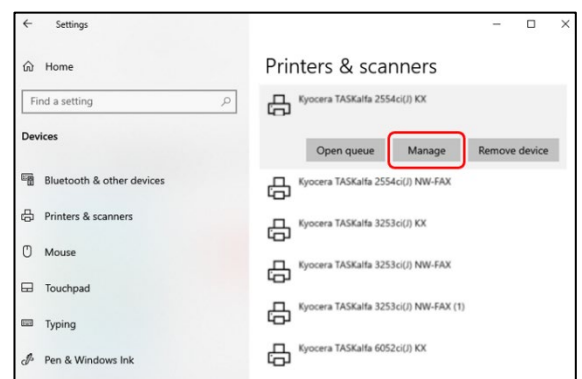 Settings
Home
Find a setting
Devices
Bluetooth & other devices
Printers & scanners
Mouse
Touchpad
Typing
Pen & Windows Ink
Printers & scanners
Kyocera TASKalfa 2554ci(J) KX
Open queue Manage Remove device
Kyocera TASKalfa 2554ci(J) NW-FAX
Kyocera TASKalfa 3253ci(J) KX
Kyocera TASKalfa 3253ci(J) NW-FAX
Kyocera TASKalfa 3253ci(J) NW-FAX (1)
Kyocera TASKalfa 6052ci(J) KX